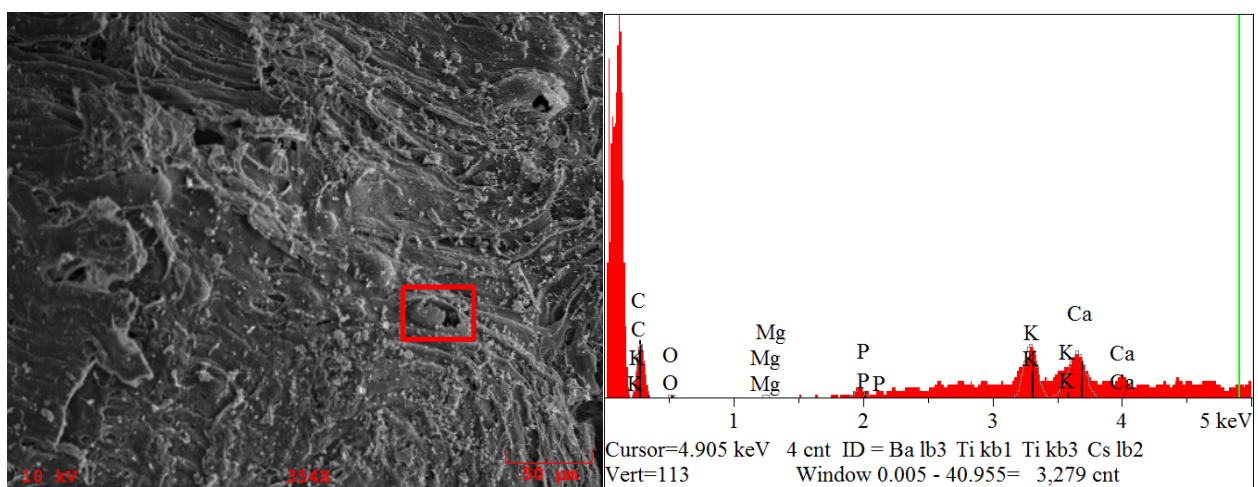 10 kV 354X 50 µm
C
C
K
K
O
O
Mg
Mg
Mg
P
P P
K
K
Ca
K
K
Ca
Ca
1 2 3 4 5 keV
Cursor=4.905 keV 4 cnt ID = Ba lb3 Ti kb1 Ti kb3 Cs lb2
Vert=113 Window 0.005 - 40.955= 3,279 cnt